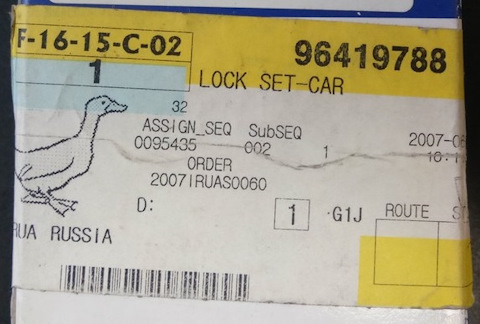 F-16-15-C-02
96419788
1
LOCK SET-CAR
32
ASSIGN_SEQ SubSEQ
0095435 002 1
ORDER
2007IRUAS0060
D: 1 G1J ROUTE
RUA RUSSIA